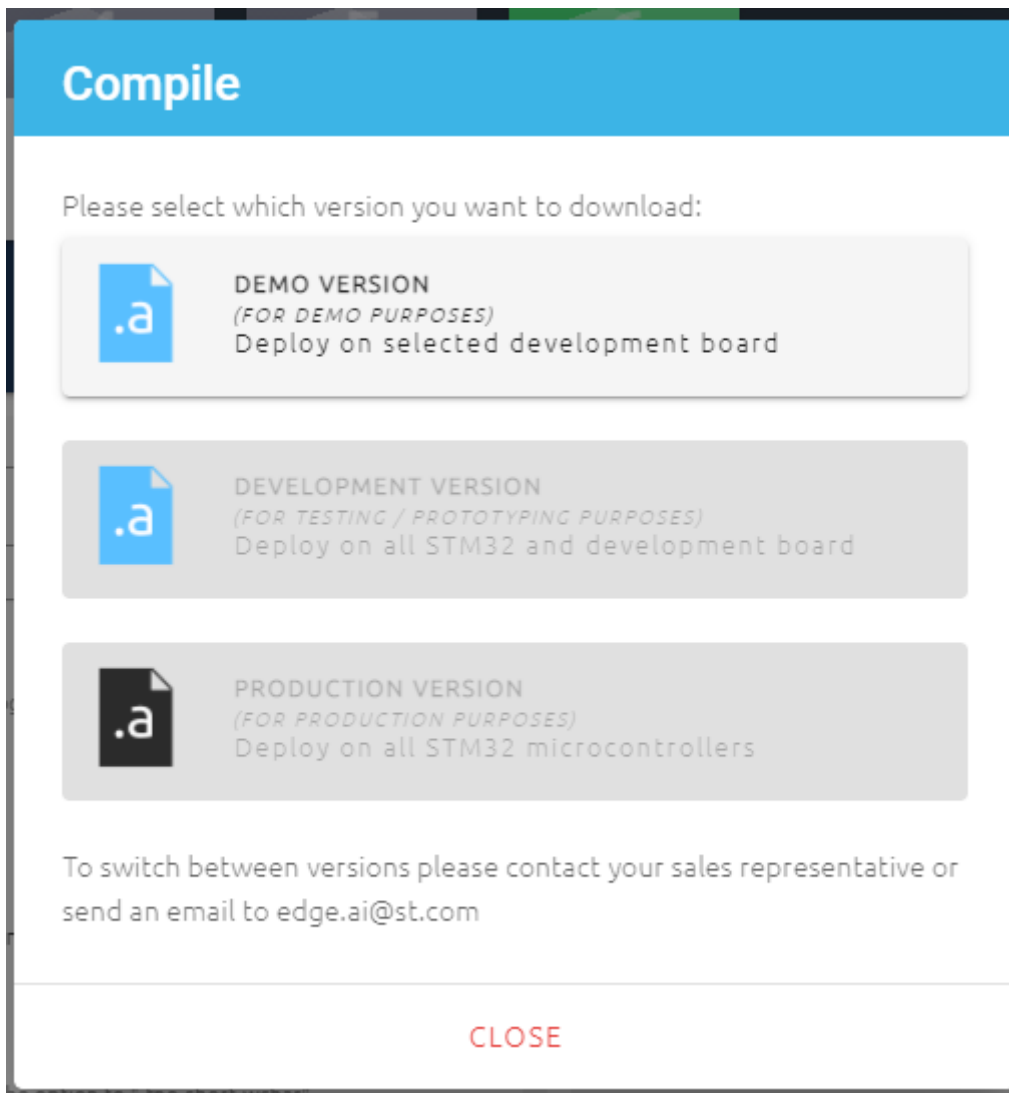 Compile
Please select which version you want to download:
.a
DEMO VERSION
(FOR DEMO PURPOSES)
Deploy on selected development board
.a
DEVELOPMENT VERSION
(FOR TESTING / PROTOTYPING PURPOSES)
Deploy on all STM32 and development board
.a
PRODUCTION VERSION
(FOR PRODUCTION PURPOSES)
Deploy on all STM32 microcontrollers
To switch between versions please contact your sales representative or
send an email to edge.ai@st.com
CLOSE